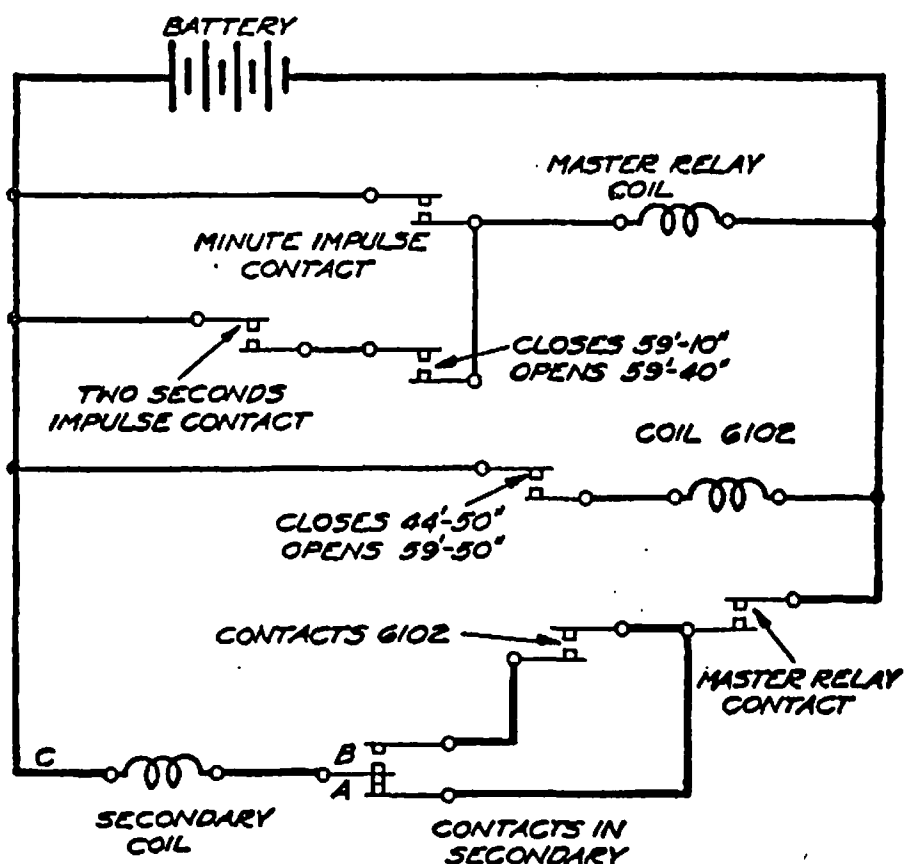 BATTERY
MASTER RELAY
COIL
MINUTE IMPULSE
CONTACT
CLOSES 59'-10"
OPENS 59'-40"
TWO SECONDS
IMPULSE CONTACT
COIL 6102
CLOSES 44'-50"
OPENS 59'-50"
CONTACTS 6102
MASTER RELAY
CONTACT
B
C
A
SECONDARY
COIL
CONTACTS IN
SECONDARY